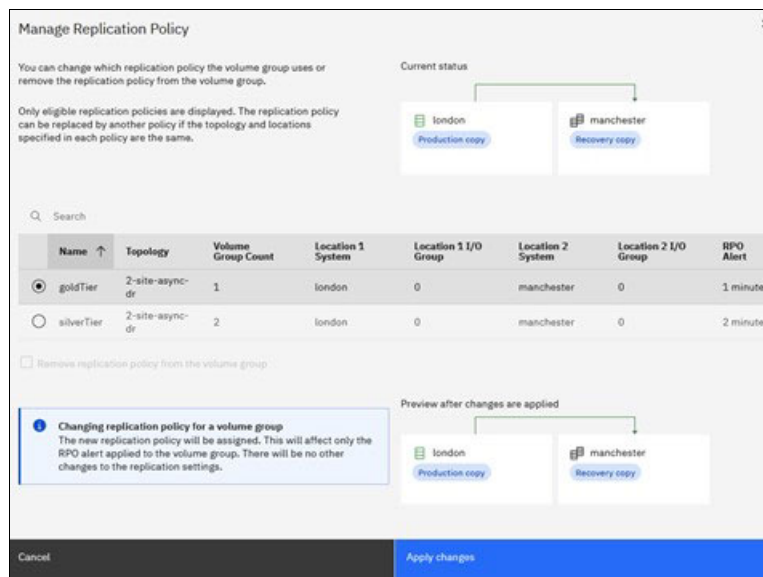 Manage Replication Policy
You can change which replication policy the volume group uses or
remove the replication policy from the volume group.
Only eligible replication policies are displayed. The replication policy
can be replaced by another policy if the topology and locations
specified in each policy are the same.
Current status
london
Production copy
manchester
Recovery copy
Search
Name ↑ Topology Volume Group Count Location 1 System Location 1 I/O Group Location 2 System Location 2 I/O Group RPO Alert
goldTier 2-site-async-dr 1 london 0 manchester 0 1 minute
silverTier 2-site-async-dr 2 london 0 manchester 0 2 minute
Remove replication policy from the volume group
Changing replication policy for a volume group
The new replication policy will be assigned. This will affect only the
RPO alert applied to the volume group. There will be no other
changes to the replication settings.
Preview after changes are applied
london
Production copy
manchester
Recovery copy
Cancel
Apply changes